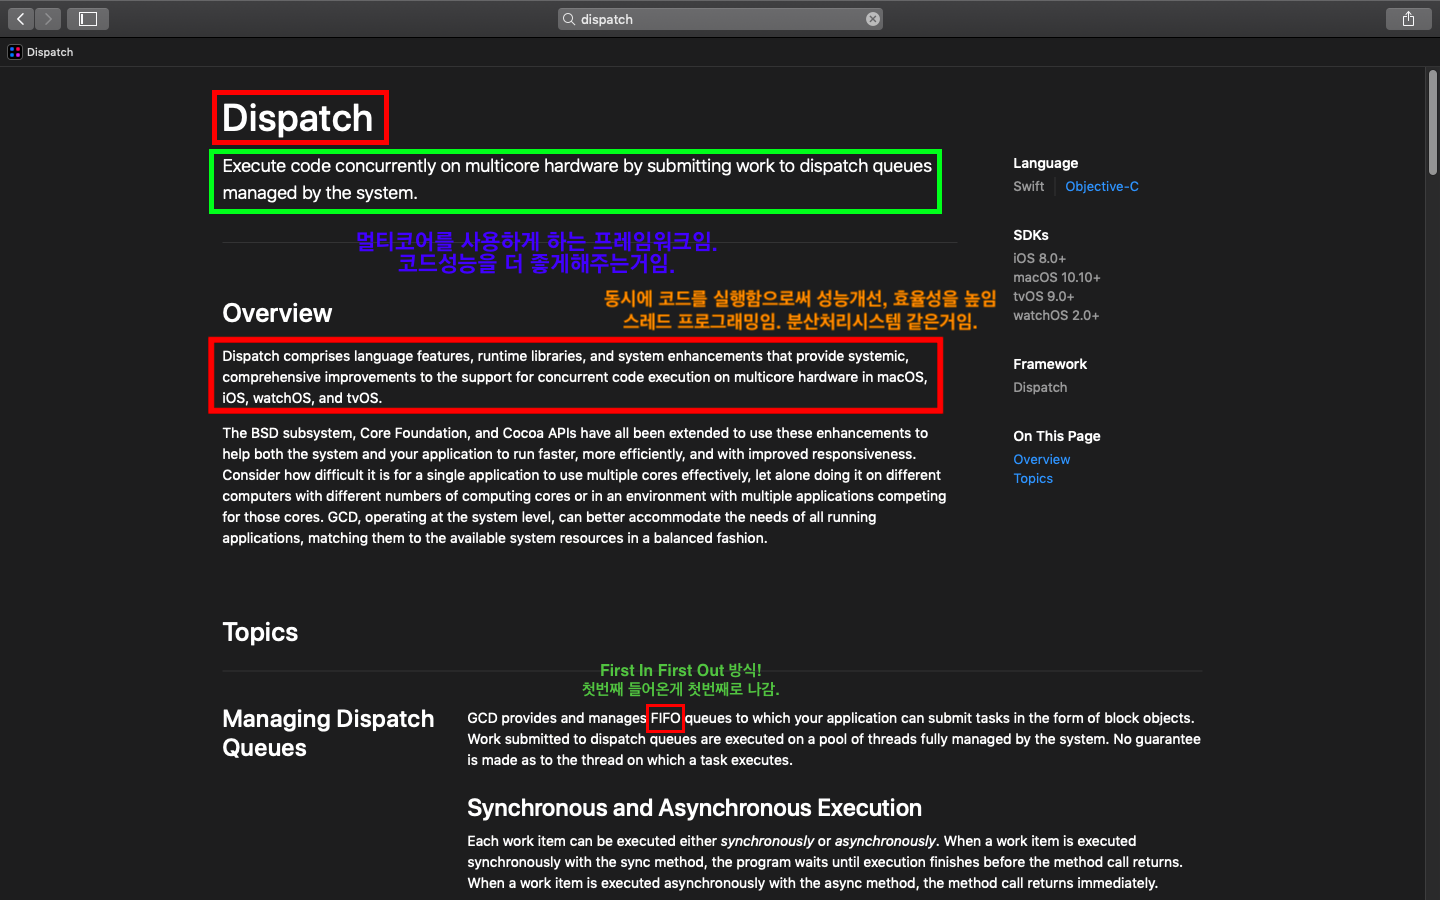 dispatch
Dispatch
Dispatch
Execute code concurrently on multicore hardware by submitting work to dispatch queues
managed by the system.
멀티코어를 사용하게 하는 프레임워크임.
코드성능을 더 좋게해주는거임.
Overview
동시에 코드를 실행함으로써 성능개선, 효율성을 높임
스레드 프로그래밍임. 분산처리시스템 같은거임.
Dispatch comprises language features, runtime libraries, and system enhancements that provide systemic,
comprehensive improvements to the support for concurrent code execution on multicore hardware in macOS,
iOS, watchOS, and tvOS.
The BSD subsystem, Core Foundation, and Cocoa APIs have all been extended to use these enhancements to
help both the system and your application to run faster, more efficiently, and with improved responsiveness.
Consider how difficult it is for a single application to use multiple cores effectively, let alone doing it on different
computers with different numbers of computing cores or in an environment with multiple applications competing
for those cores. GCD, operating at the system level, can better accommodate the needs of all running
applications, matching them to the available system resources in a balanced fashion.
Language
Swift Objective-C
SDKs
iOS 8.0+
macOS 10.10+
tvOS 9.0+
watchOS 2.0+
Framework
Dispatch
On This Page
Overview
Topics
Topics
First In First Out 방식!
첫번째 들어온게 첫번째로 나감.
Managing Dispatch
Queues
GCD provides and manages FIFO queues to which your application can submit tasks in the form of block objects.
Work submitted to dispatch queues are executed on a pool of threads fully managed by the system. No guarantee
is made as to the thread on which a task executes.
Synchronous and Asynchronous Execution
Each work item can be executed either synchronously or asynchronously. When a work item is executed
synchronously with the sync method, the program waits until execution finishes before the method call returns.
When a work item is executed asynchronously with the async method, the method call returns immediately.